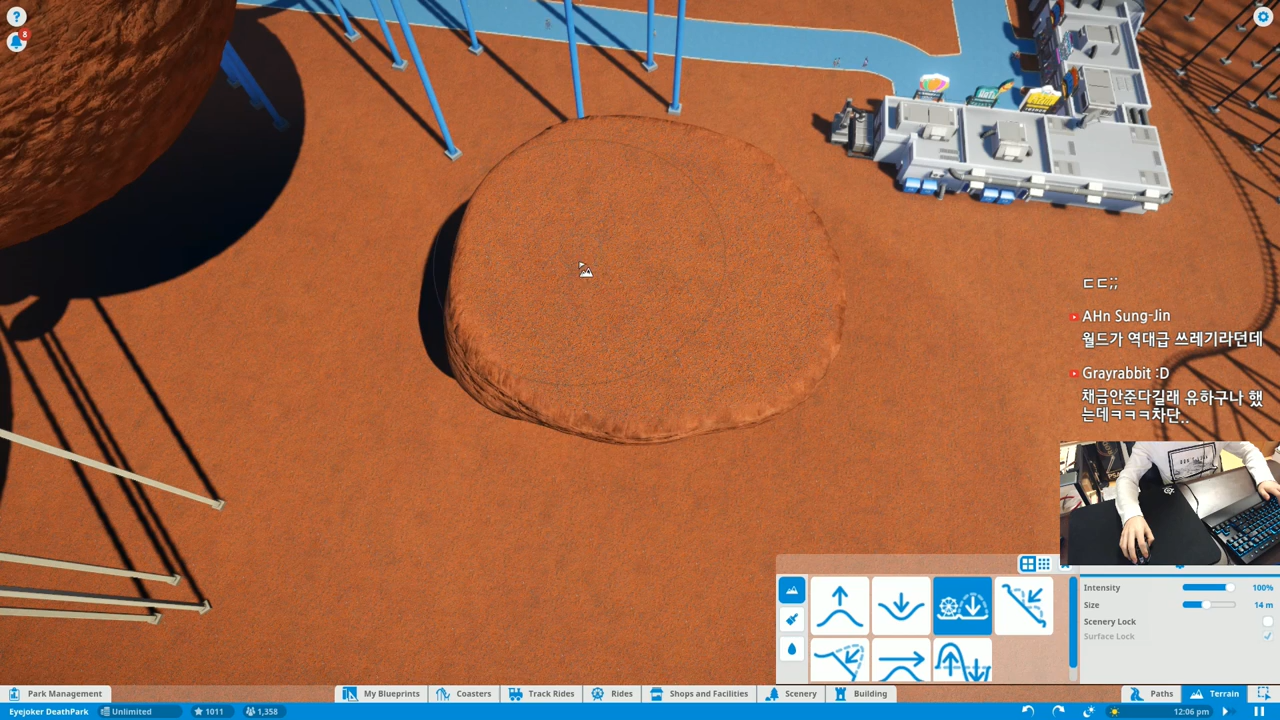 ?
8
ㄷㄷ;;
AHn Sung-Jin
월드가 역대급 쓰레기라던데
Grayrabbit :D
채금안준다길래 유하구나 했
는데ㅋㅋㅋ차단..
Intensity 100%
Size 14 m
Scenery Lock
Surface Lock
Park Management
My Blueprints
Coasters
Track Rides
Rides
Shops and Facilities
Scenery
Building
Paths
Terrain
Eyejoker DeathPark
Unlimited
1011
1,358
12:06 pm